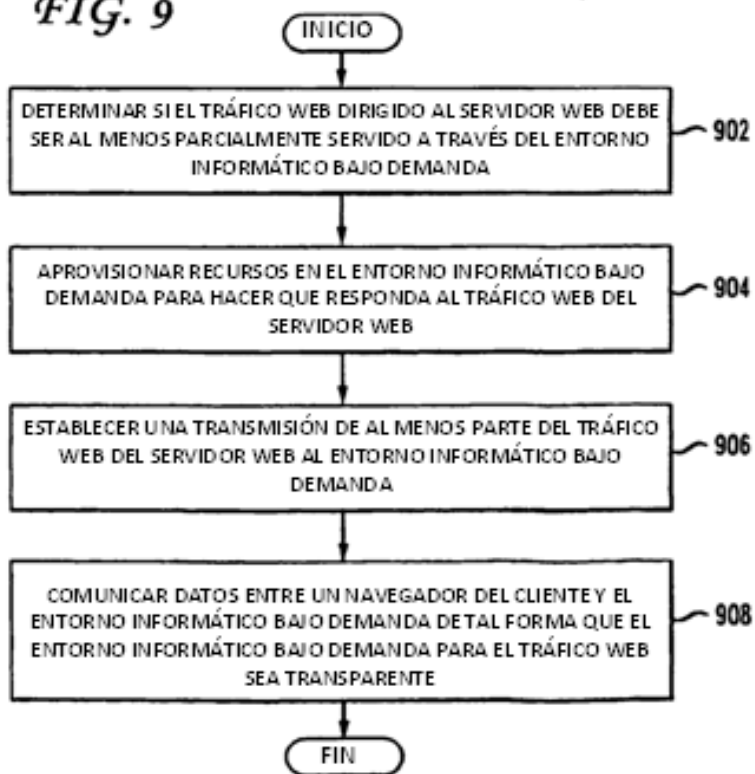 FIG. 9
INICIO
DETERMINAR SI EL TRÁFICO WEB DIRIGIDO AL SERVIDOR WEB DEBE
SER AL MENOS PARCIALMENTE SERVIDO A TRAVÉS DEL ENTORNO
INFORMÁTICO BAJO DEMANDA
902
APROVISIONAR RECURSOS EN EL ENTORNO INFORMÁTICO BAJO
DEMANDA PARA HACER QUE RESPONDA AL TRÁFICO WEB DEL
SERVIDOR WEB
904
ESTABLECER UNA TRANSMISIÓN DE AL MENOS PARTE DEL TRÁFICO
WEB DEL SERVIDOR WEB AL ENTORNO INFORMÁTICO BAJO
DEMANDA
906
COMUNICAR DATOS ENTRE UN NAVEGADOR DEL CLIENTE Y EL
ENTORNO INFORMÁTICO BAJO DEMANDA DE TAL FORMA QUE EL
ENTORNO INFORMÁTICO BAJO DEMANDA PARA EL TRÁFICO WEB
SEA TRANSPARENTE
908
FIN